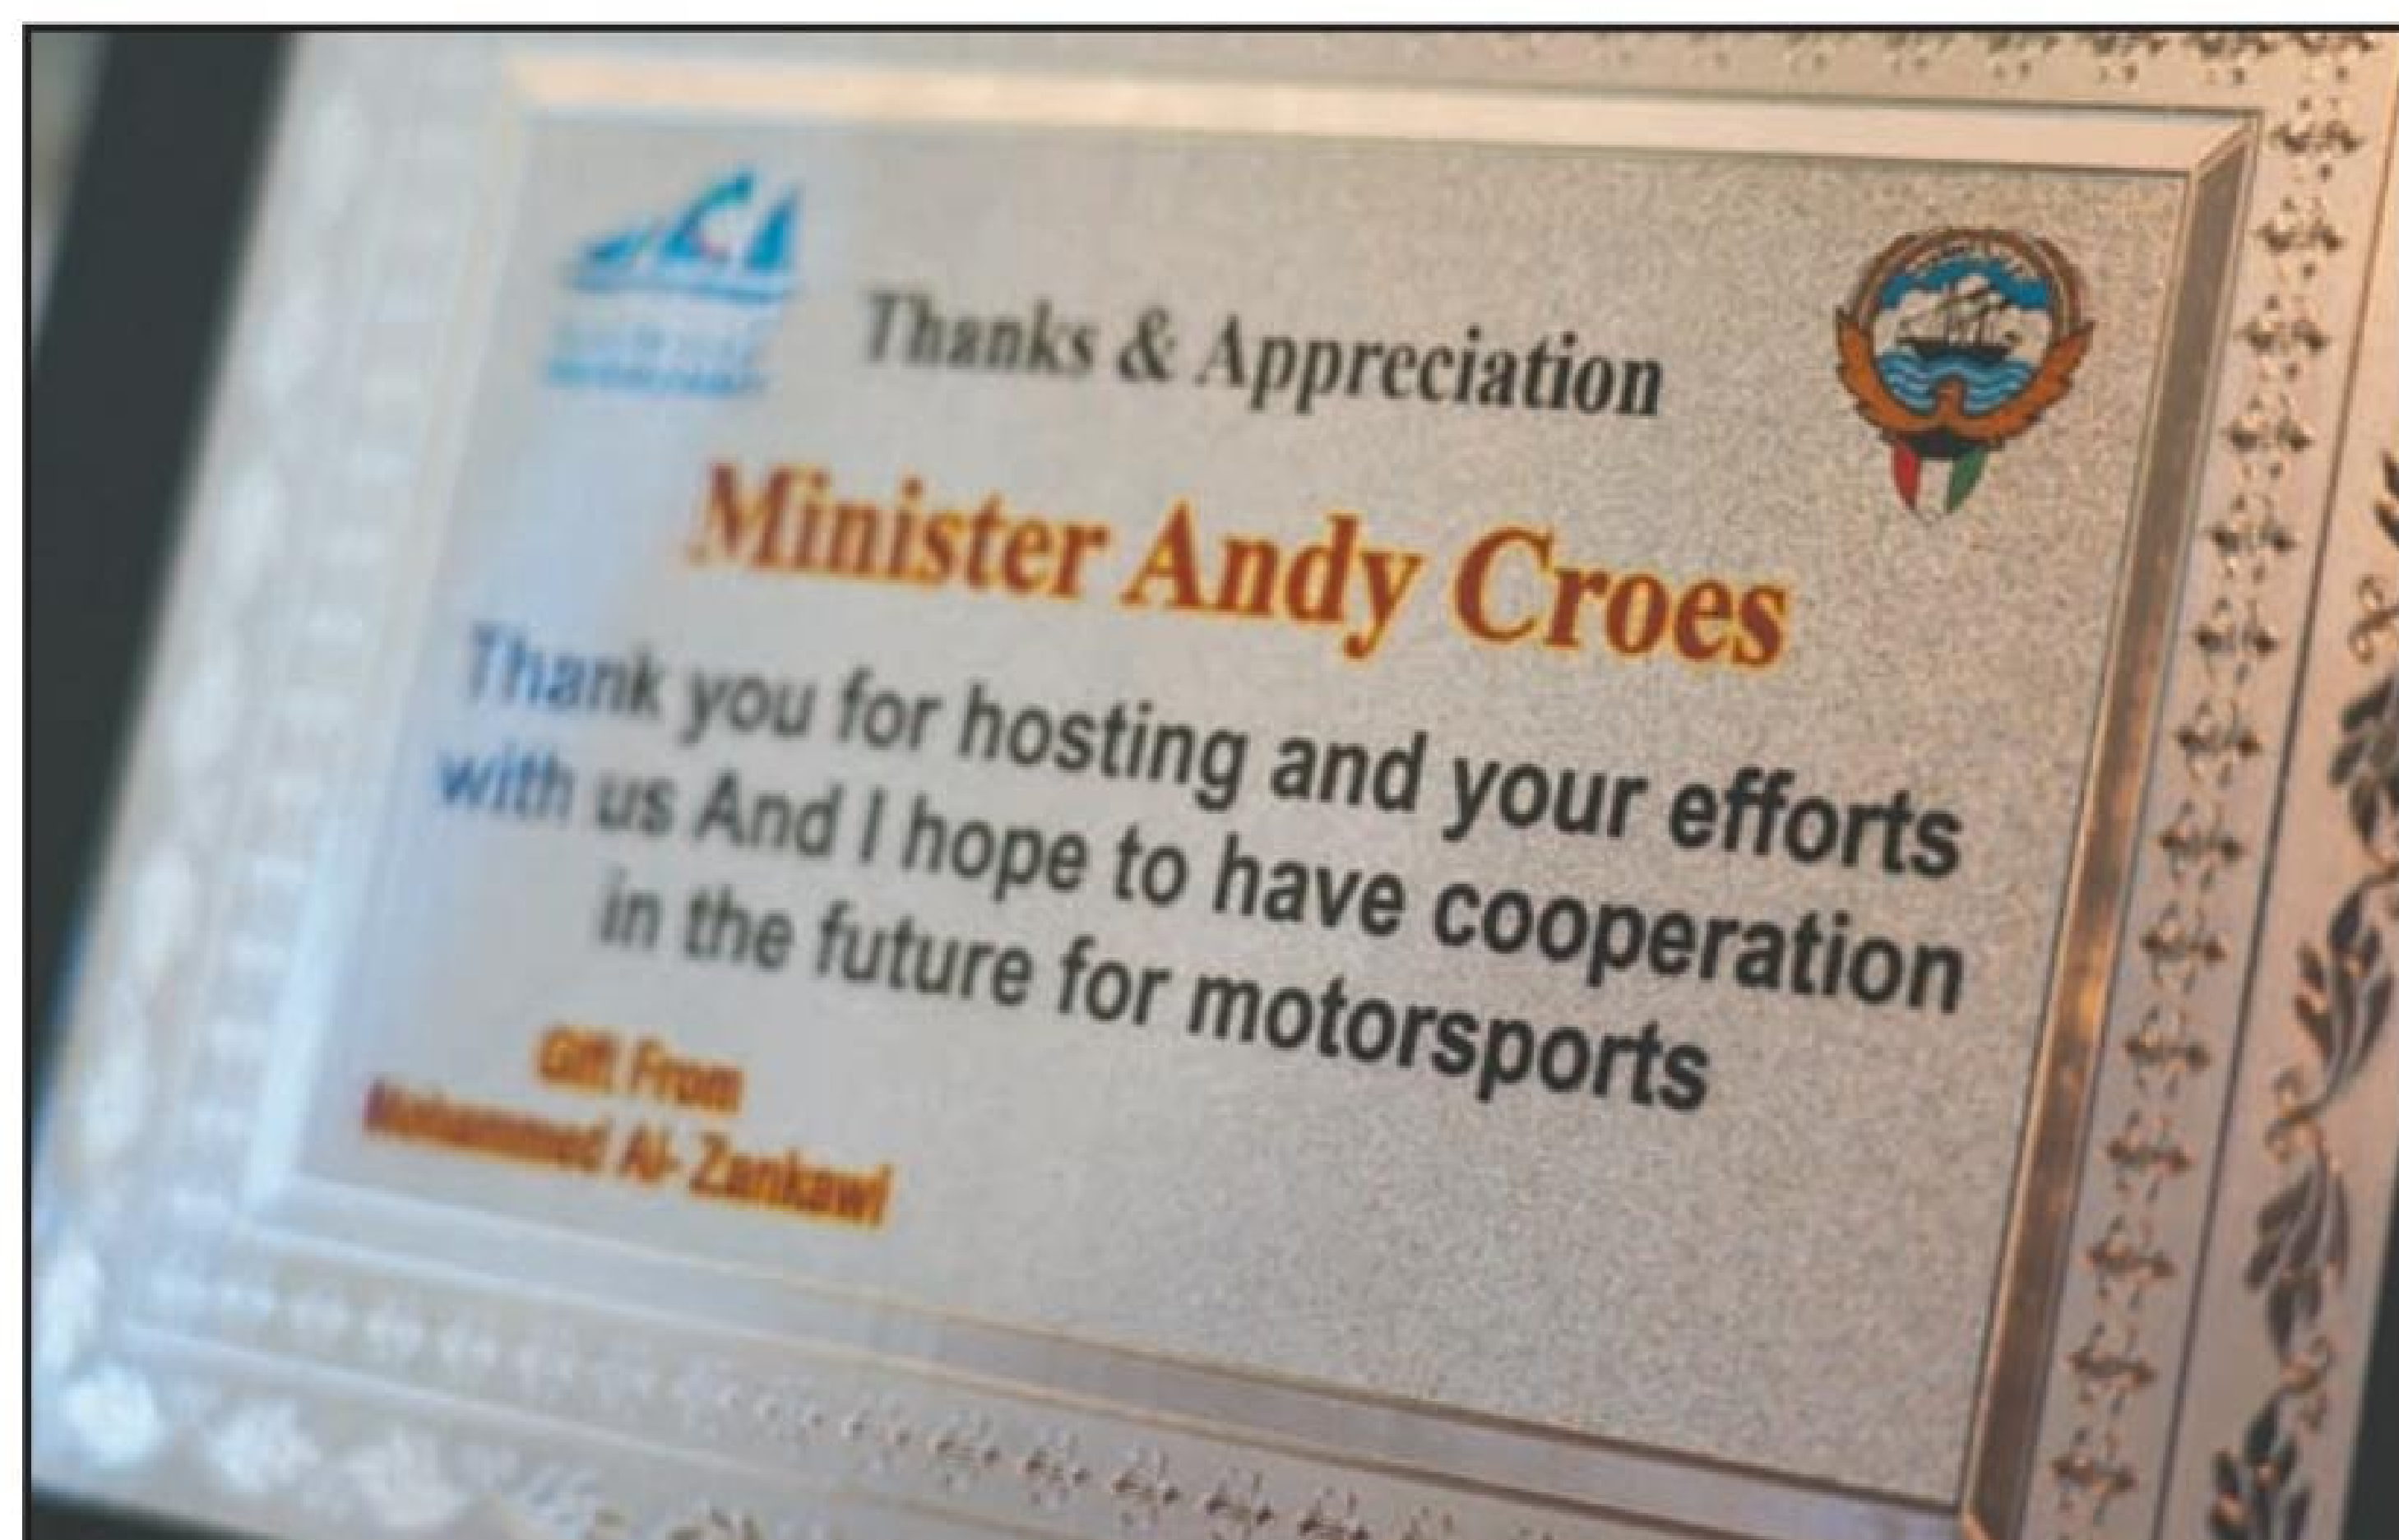 Thanks & Appreciation
Minister Andy Croes
Thank you for hosting and your efforts
with us And I hope to have cooperation
in the future for motorsports
Gift From
Mohammed Al- Zankawi